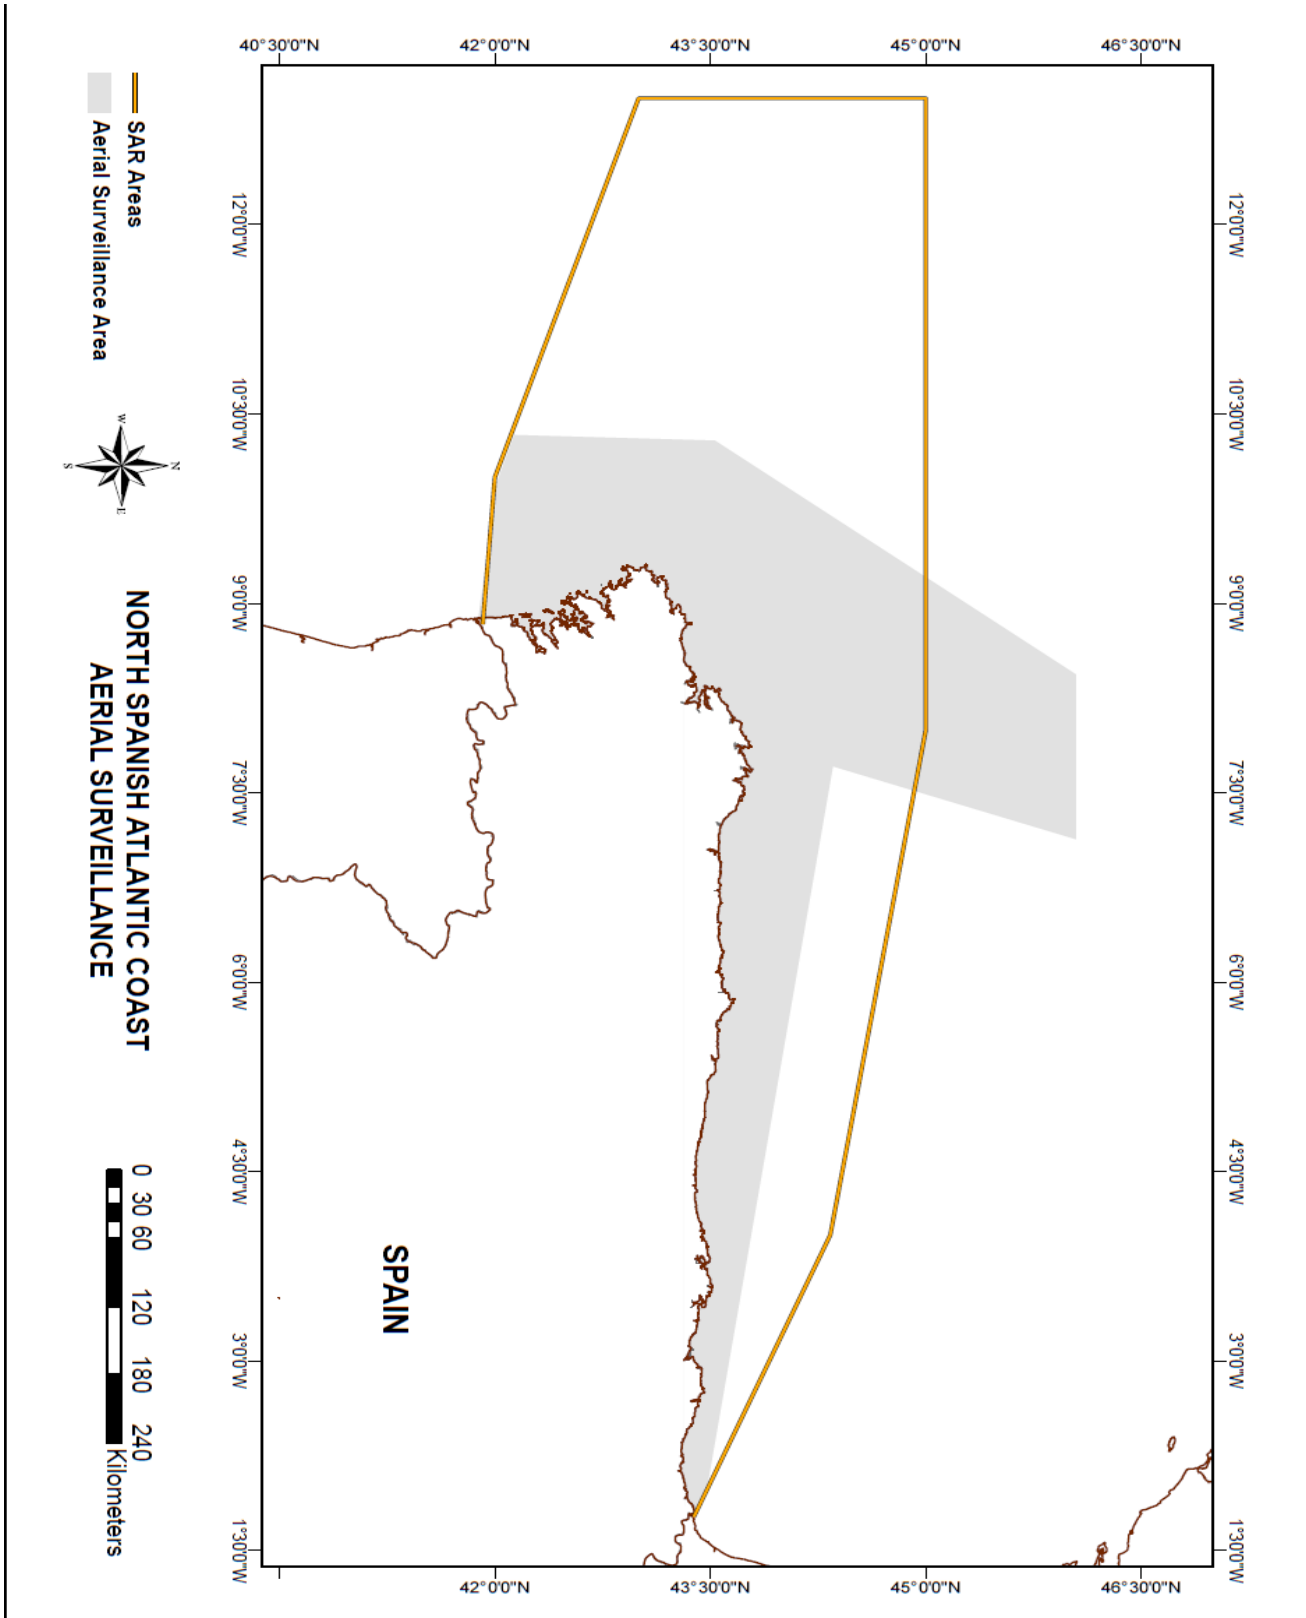 40°30'0"N 42°0'0"N 43°30'0"N 45°0'0"N 46°30'0"N
12°0'0"W
10°30'0"W
9°0'0"W
7°30'0"W
6°0'0"W
4°30'0"W
3°0'0"W
1°30'0"W
12°0'0"W
10°30'0"W
9°0'0"W
7°30'0"W
6°0'0"W
4°30'0"W
3°0'0"W
1°30'0"W
42°0'0"N 43°30'0"N 45°0'0"N 46°30'0"N
SPAIN
SAR Areas
Aerial Surveillance Area
N
W
E
S
NORTH SPANISH ATLANTIC COAST
AERIAL SURVEILLANCE
0 30 60 120 180 240
Kilometers